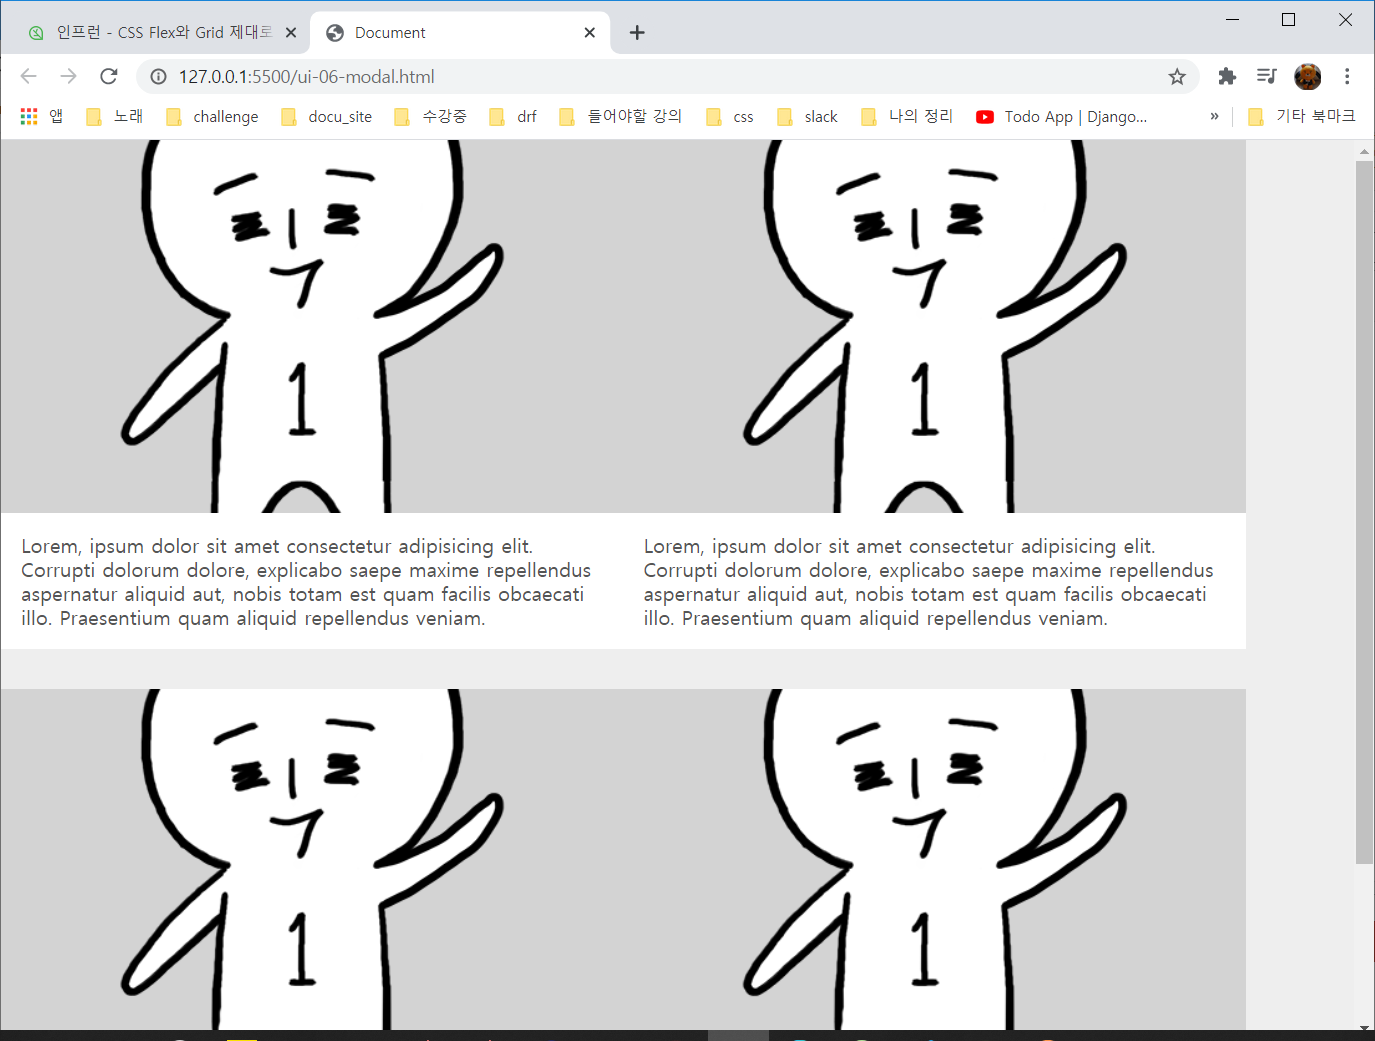 인프런 - CSS Flex와 Grid 제대로
Document
127.0.0.1:5500/ui-06-modal.html
앱
노래
challenge
docu_site
수강중
drf
들어야할 강의
css
slack
나의 정리
Todo App | Django...
»
기타 북마크
1
1
Lorem, ipsum dolor sit amet consectetur adipisicing elit.
Corrupti dolorum dolore, explicabo saepe maxime repellendus
aspernatur aliquid aut, nobis totam est quam facilis obcaecati
illo. Praesentium quam aliquid repellendus veniam.
Lorem, ipsum dolor sit amet consectetur adipisicing elit.
Corrupti dolorum dolore, explicabo saepe maxime repellendus
aspernatur aliquid aut, nobis totam est quam facilis obcaecati
illo. Praesentium quam aliquid repellendus veniam.
1
1